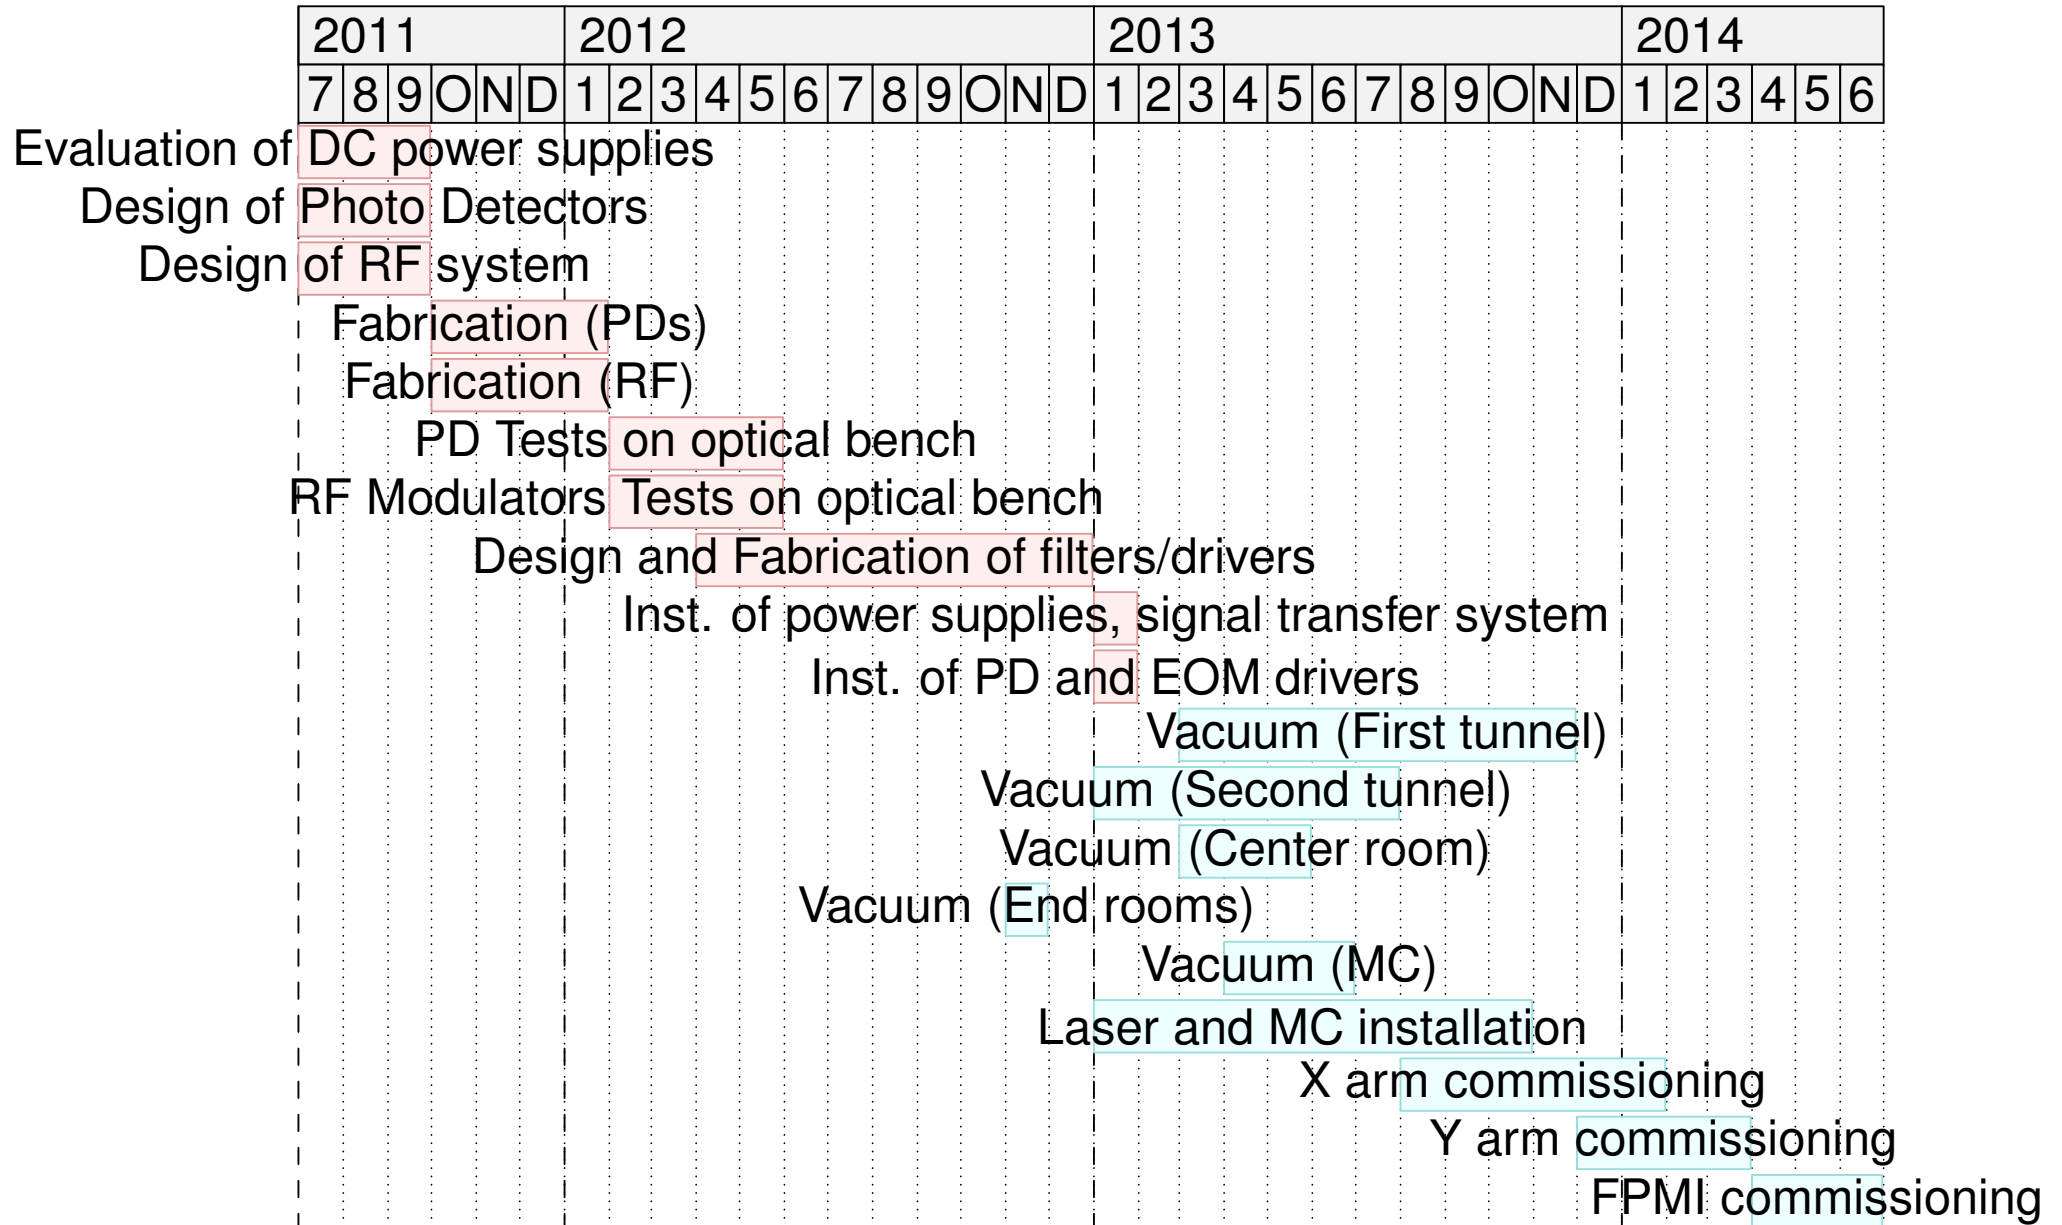 2011 2012 2013 2014
7 8 9 O N D 1 2 3 4 5 6 7 8 9 O N D 1 2 3 4 5 6 7 8 9 O N D 1 2 3 4 5 6
Evaluation of DC power supplies
Design of Photo Detectors
Design of RF system
Fabrication (PDs)
Fabrication (RF)
PD Tests on optical bench
RF Modulators Tests on optical bench
Design and Fabrication of filters/drivers
Inst. of power supplies, signal transfer system
Inst. of PD and EOM drivers
Vacuum (First tunnel)
Vacuum (Second tunnel)
Vacuum (Center room)
Vacuum (End rooms)
Vacuum (MC)
Laser and MC installation
X arm commissioning
Y arm commissioning
FPMI commissioning